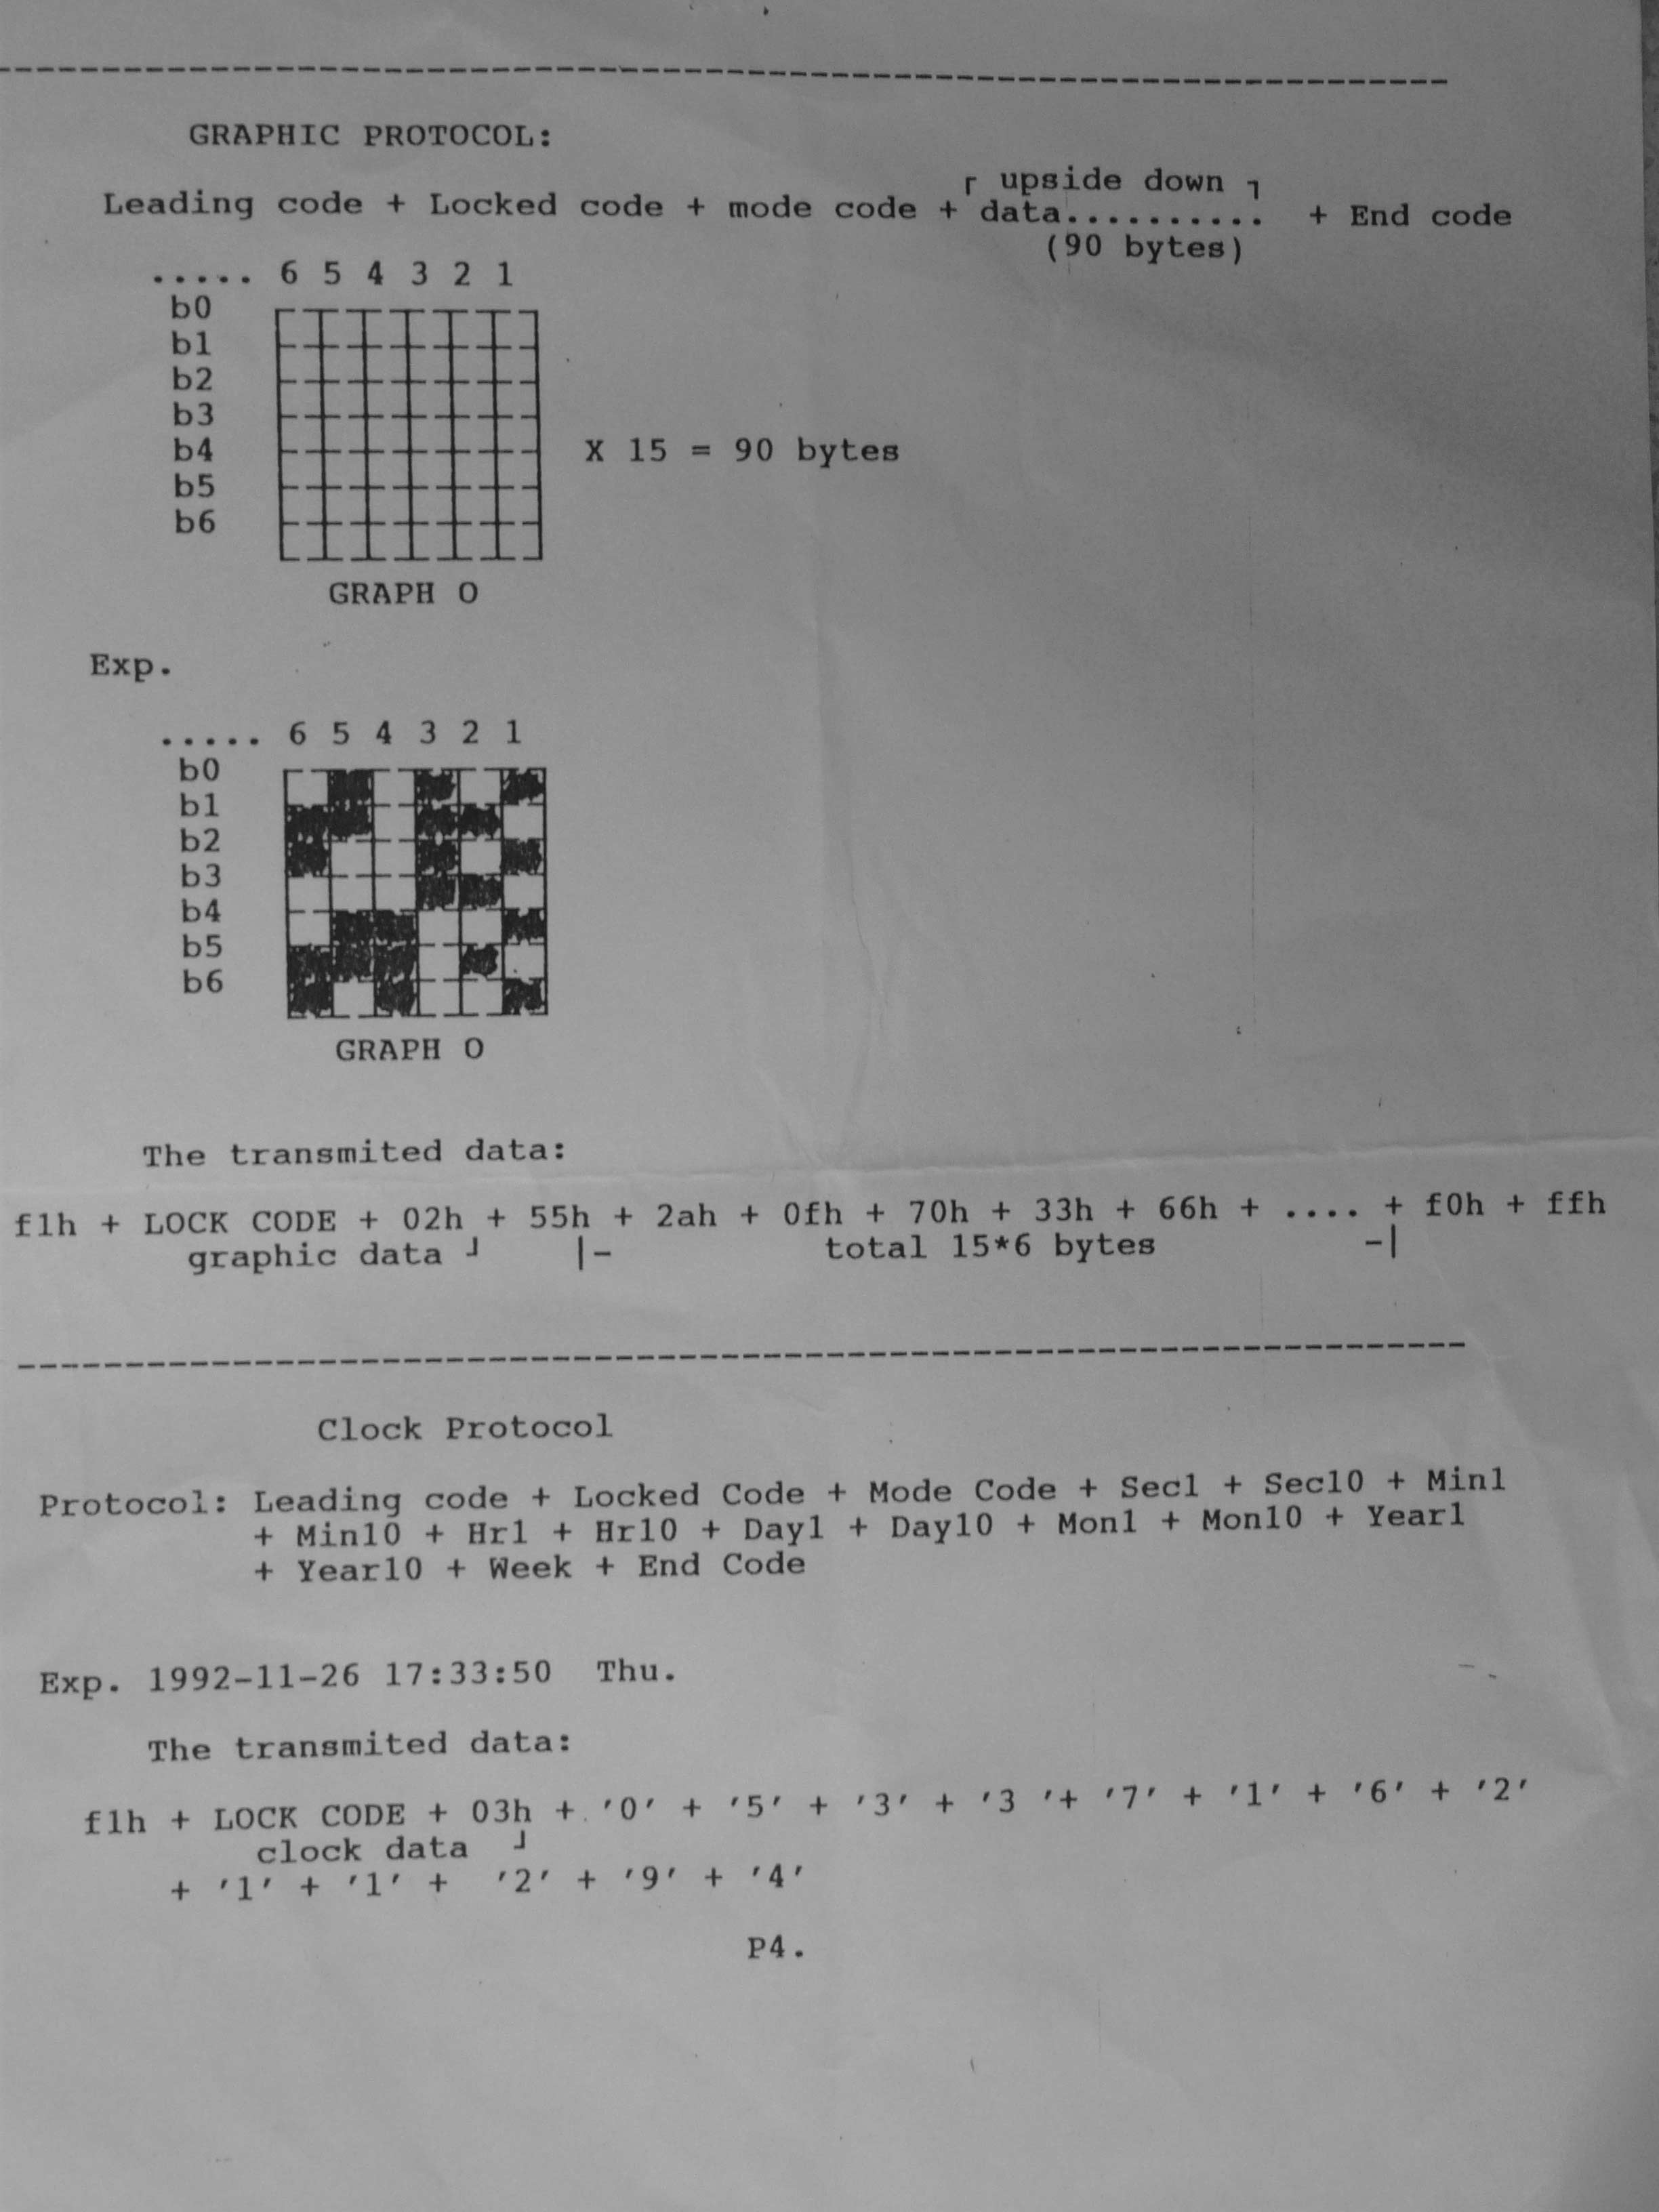 GRAPHIC PROTOCOL:
┌ upside down ┐
Leading code + Locked code + mode code + data.......... + End code
(90 bytes)
..... 6 5 4 3 2 1
b0
b1
b2
b3
b4
b5
b6
X 15 = 90 bytes
GRAPH O
Exp.
..... 6 5 4 3 2 1
b0
b1
b2
b3
b4
b5
b6
GRAPH O
The transmited data:
f1h + LOCK CODE + 02h + 55h + 2ah + 0fh + 70h + 33h + 66h + .... + f0h + ffh
graphic data ┘ |- total 15*6 bytes -|
Clock Protocol
Protocol: Leading code + Locked Code + Mode Code + Sec1 + Sec10 + Min1
+ Min10 + Hr1 + Hr10 + Day1 + Day10 + Mon1 + Mon10 + Year1
+ Year10 + Week + End Code
Exp. 1992-11-26 17:33:50 Thu.
The transmited data:
f1h + LOCK CODE + 03h + '0' + '5' + '3' + '3 '+ '7' + '1' + '6' + '2'
clock data ┘
+ '1' + '1' + '2' + '9' + '4'
P4.